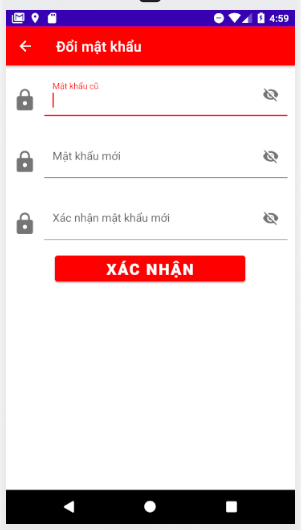 4:59
Đổi mật khẩu
Mật khẩu cũ
Mật khẩu mới
Xác nhận mật khẩu mới
XÁC NHẬN